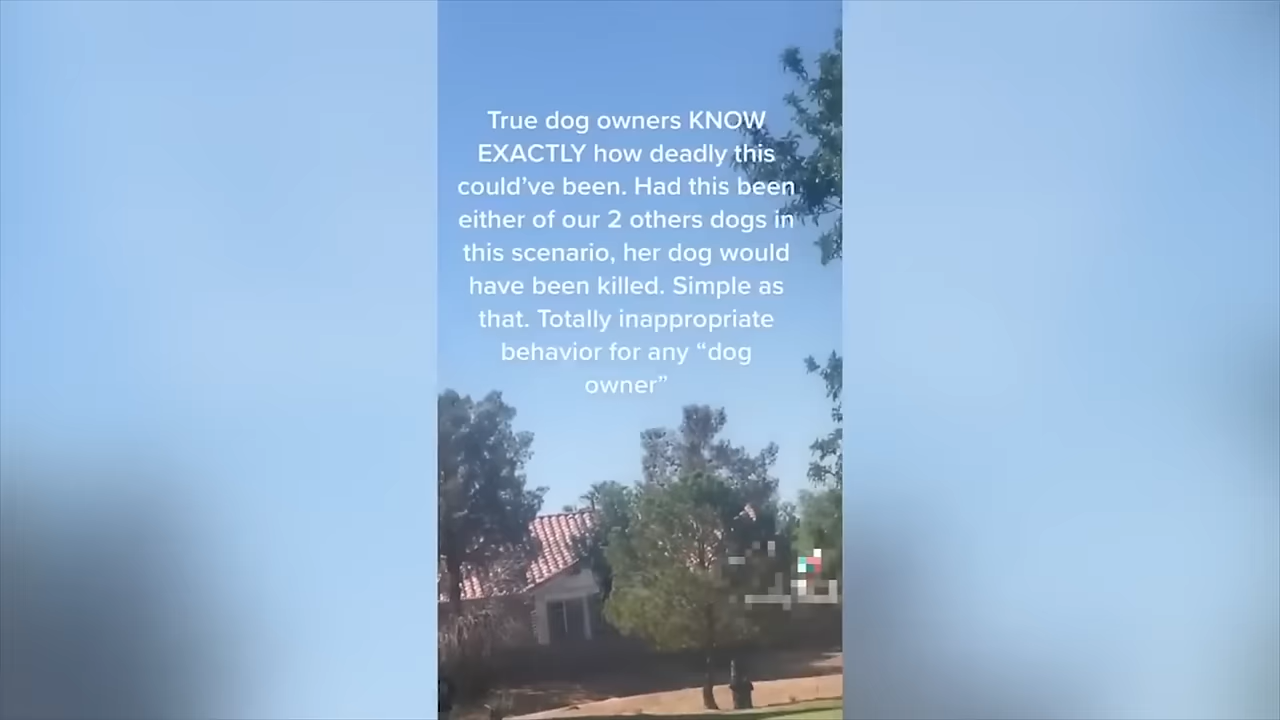 True dog owners KNOW
EXACTLY how deadly this
could’ve been. Had this been
either of our 2 others dogs in
this scenario, her dog would
have been killed. Simple as
that. Totally inappropriate
behavior for any “dog
owner”